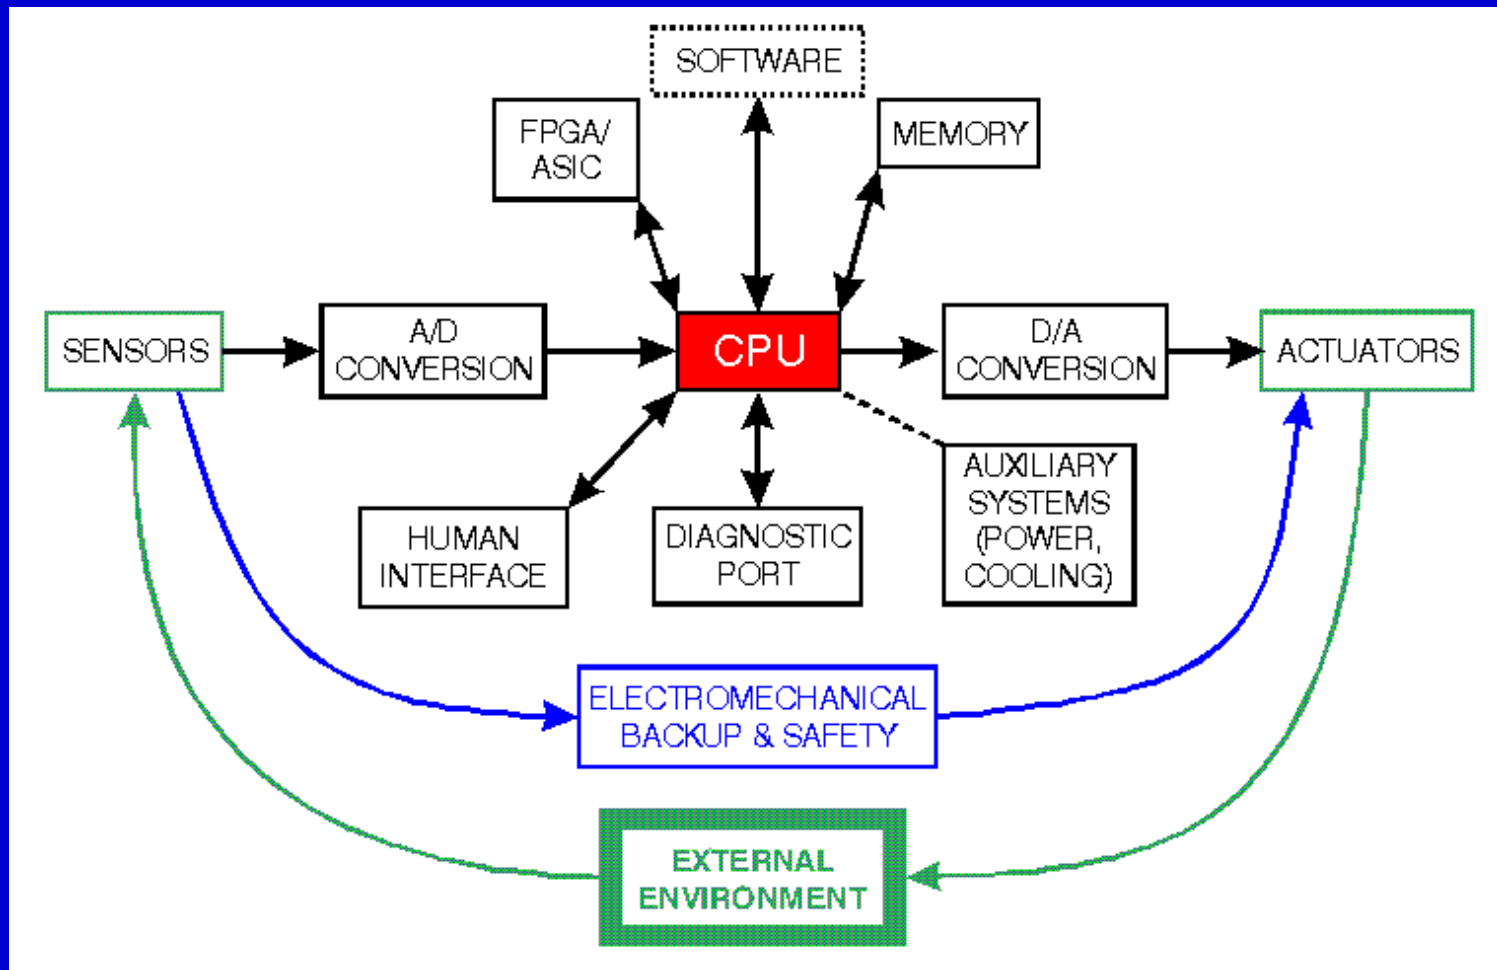 SOFTWARE
FPGA/
ASIC
MEMORY
SENSORS
A/D
CONVERSION
CPU
D/A
CONVERSION
ACTUATORS
HUMAN
INTERFACE
DIAGNOSTIC
PORT
AUXILIARY
SYSTEMS
(POWER,
COOLING)
ELECTROMECHANICAL
BACKUP & SAFETY
EXTERNAL
ENVIRONMENT